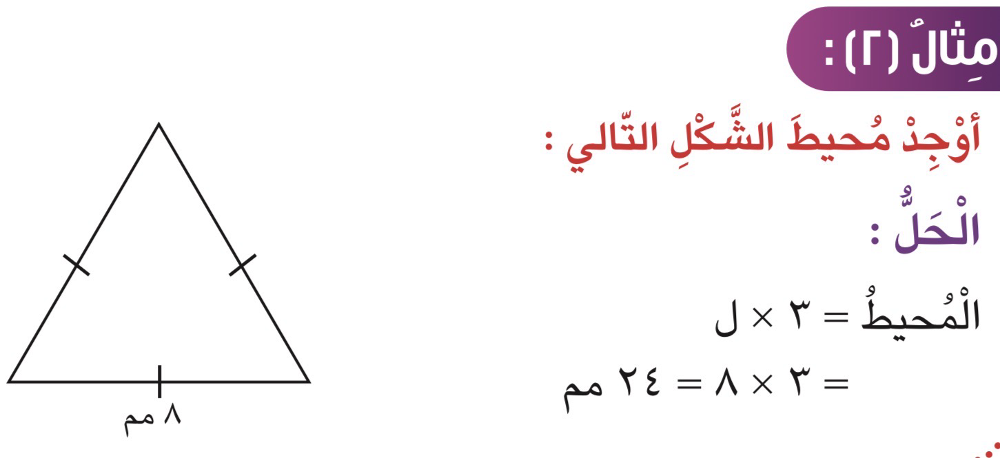 مِثالٌ (٢) :
أوْجِدْ مُحيطَ الشَّكْلِ التّالي :
الْحَلُّ :
الْمُحيطُ = ٣ × ل
= ٣ × ٨ = ٢٤ مم
٨ مم